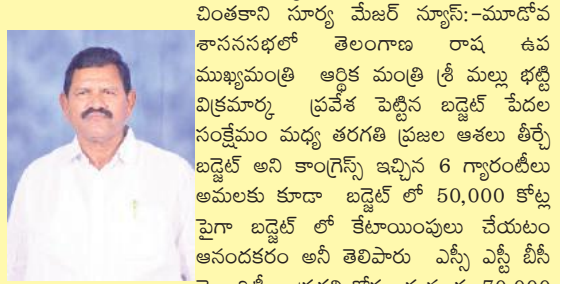 చింతకాని సూర్య మేజర్ న్యూస్:-మూడోవ
శాసనసభలో తెలంగాణ రాష ఉప
ముఖ్యమంత్రి ఆర్థిక మంత్రి శ్రీ మల్లు భట్టి
విక్రమార్క ప్రవేశ పెట్టిన బడ్జెట్ పేదల
సంక్షేమం మధ్య తరగతి ప్రజల ఆశలు తీర్చే
బడ్జెట్ అని కాంగ్రెస్స్ ఇచ్చిన 6 గ్యారంటీలు
అమలకు కూడా బడ్జెట్ లో 50,000 కోట్ల
పైగా బడ్జెట్ లో కేటాయింపులు చేయటం
ఆనందకరం అనీ తెలిపారు ఎస్సీ ఎస్టీ బీసీ